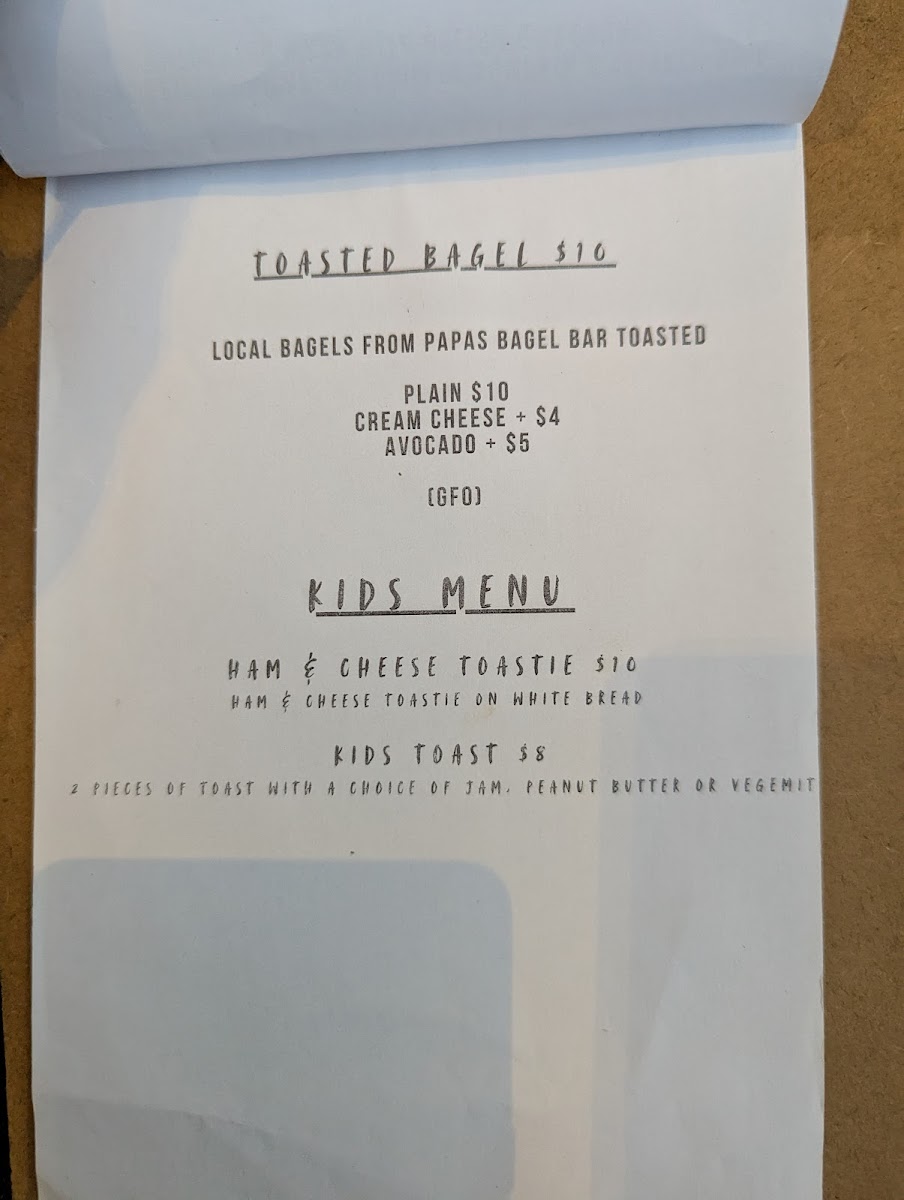 TOASTED BAGEL $10
LOCAL BAGELS FROM PAPAS BAGEL BAR TOASTED
PLAIN $10
CREAM CHEESE + $4
AVOCADO + $5
(GFO)
KIDS MENU
HAM & CHEESE TOASTIE $10
HAM & CHEESE TOASTIE ON WHITE BREAD
KIDS TOAST $8
2 PIECES OF TOAST WITH A CHOICE OF JAM, PEANUT BUTTER OR VEGEMIT